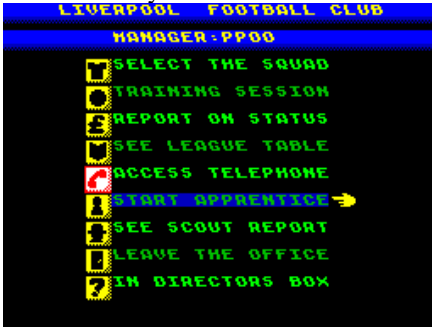 LIVERPOOL FOOTBALL CLUB
MANAGER:PPOO
SELECT THE SQUAD
TRAINING SESSION
£ REPORT ON STATUS
SEE LEAGUE TABLE
ACCESS TELEPHONE
START APPRENTICE
SEE SCOUT REPORT
LEAVE THE OFFICE
? IN DIRECTORS BOX